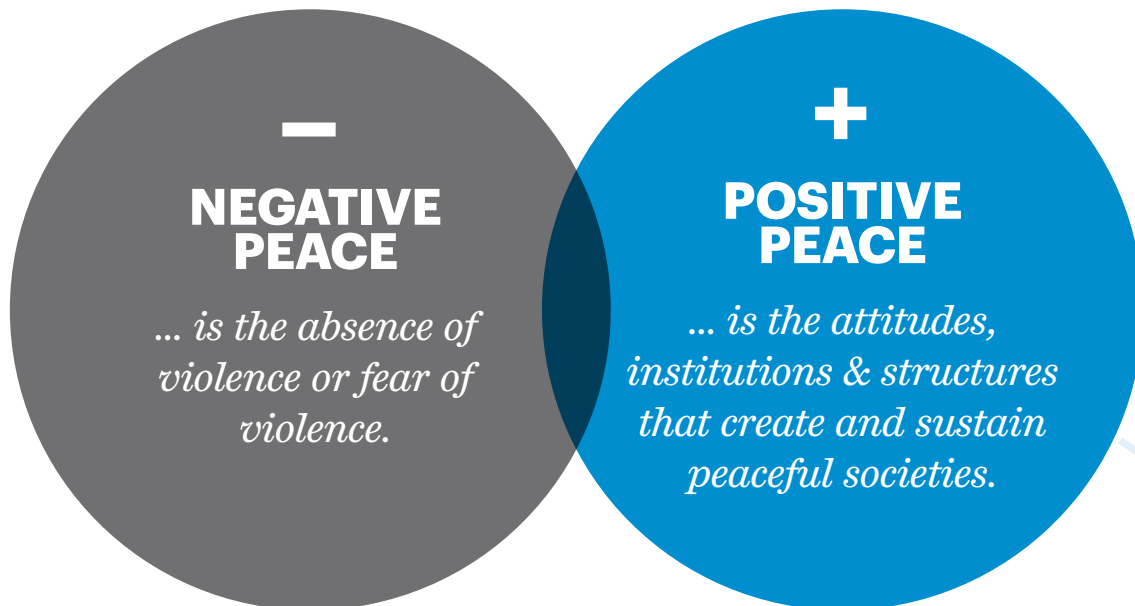 –
NEGATIVE
PEACE
... is the absence of
violence or fear of
violence.
+
POSITIVE
PEACE
... is the attitudes,
institutions & structures
that create and sustain
peaceful societies.